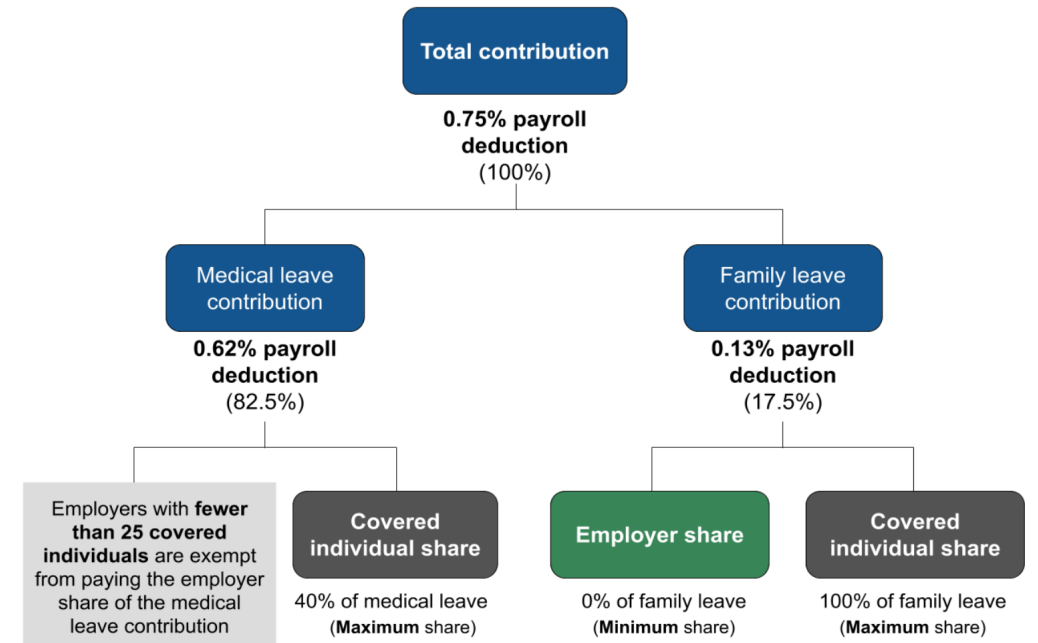 Total contribution
0.75% payroll
deduction
(100%)
Medical leave
contribution
0.62% payroll
deduction
(82.5%)
Family leave
contribution
0.13% payroll
deduction
(17.5%)
Employers with fewer
than 25 covered
individuals are exempt
from paying the employer
share of the medical
leave contribution
Covered
individual share
40% of medical leave
(Maximum share)
Employer share
0% of family leave
(Minimum share)
Covered
individual share
100% of family leave
(Maximum share)